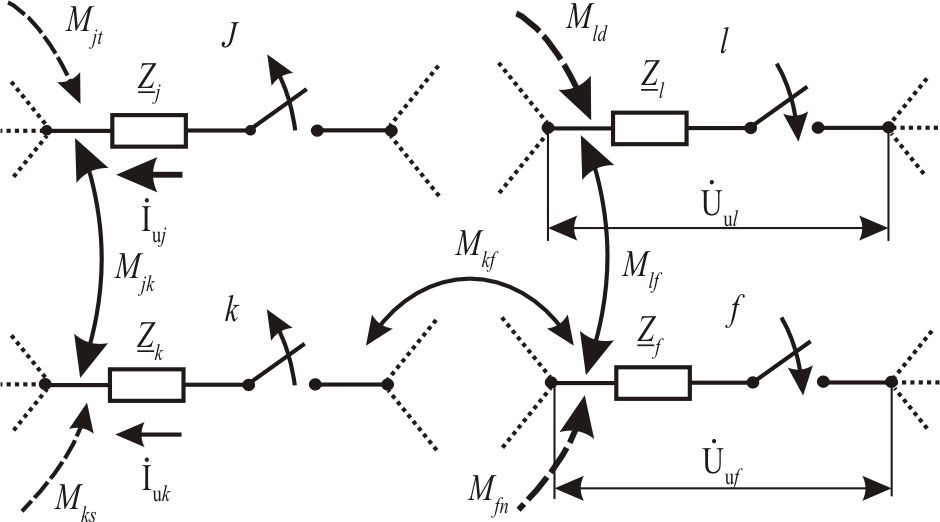 M_jt
J
M_ld
l
Z_j
Z_l
İ_uj
U̇_ul
M_jk
M_kf
M_lf
k
f
Z_k
Z_f
İ_uk
U̇_uf
M_ks
M_fn